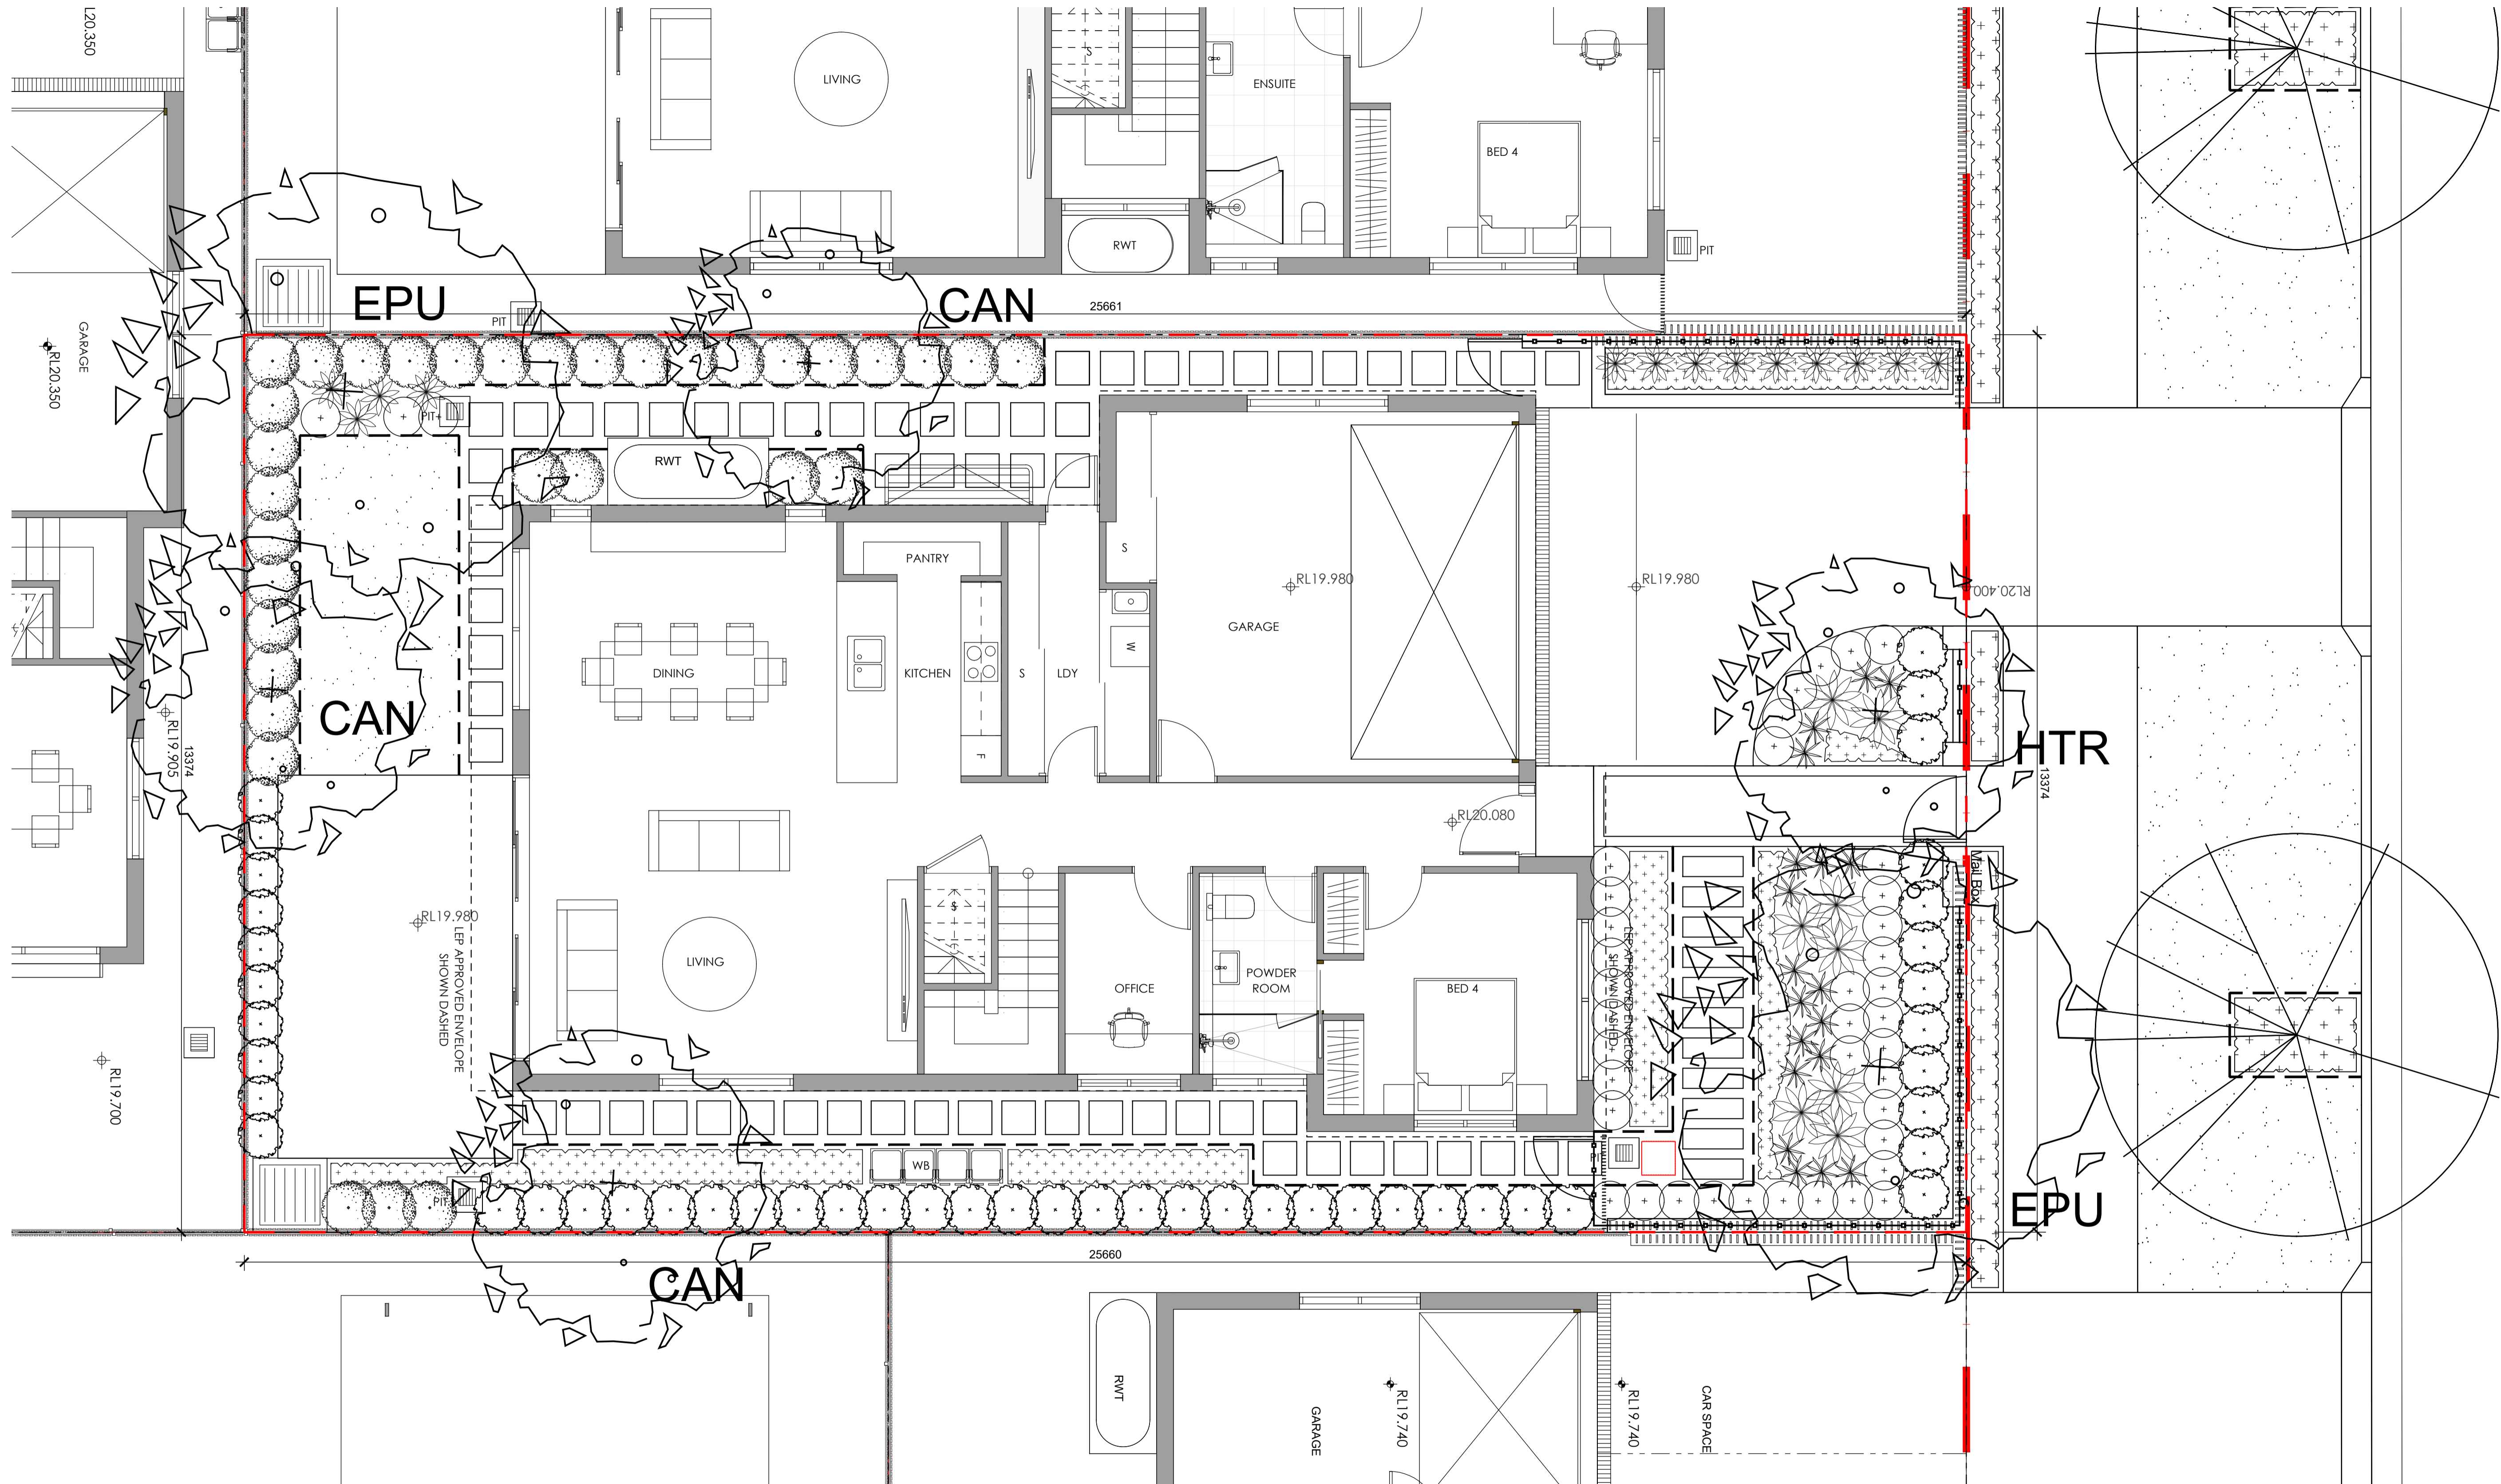 L20.350
LIVING
S
ENSUITE
BED 4
RWT
PIT
GARAGE
RL20.350
EPU
PIT
CAN
25661
PIT
RWT
PANTRY
S
RL19.980
RL19.980
RL20.400
GARAGE
DINING
KITCHEN
S
LDY
W
F
CAN
RL19.905
13374
HTR
13374
RL20.080
Mail Box
RL19.980
LEP APPROVED ENVELOPE
SHOWN DASHED
LIVING
S
OFFICE
POWDER
ROOM
BED 4
LEP APPROVED ENVELOPE
SHOWN DASHED
RL19.700
WB
PIT
PIT
EPU
25660
CAN
RWT
GARAGE
RL19.740
RL19.740
CAR SPACE